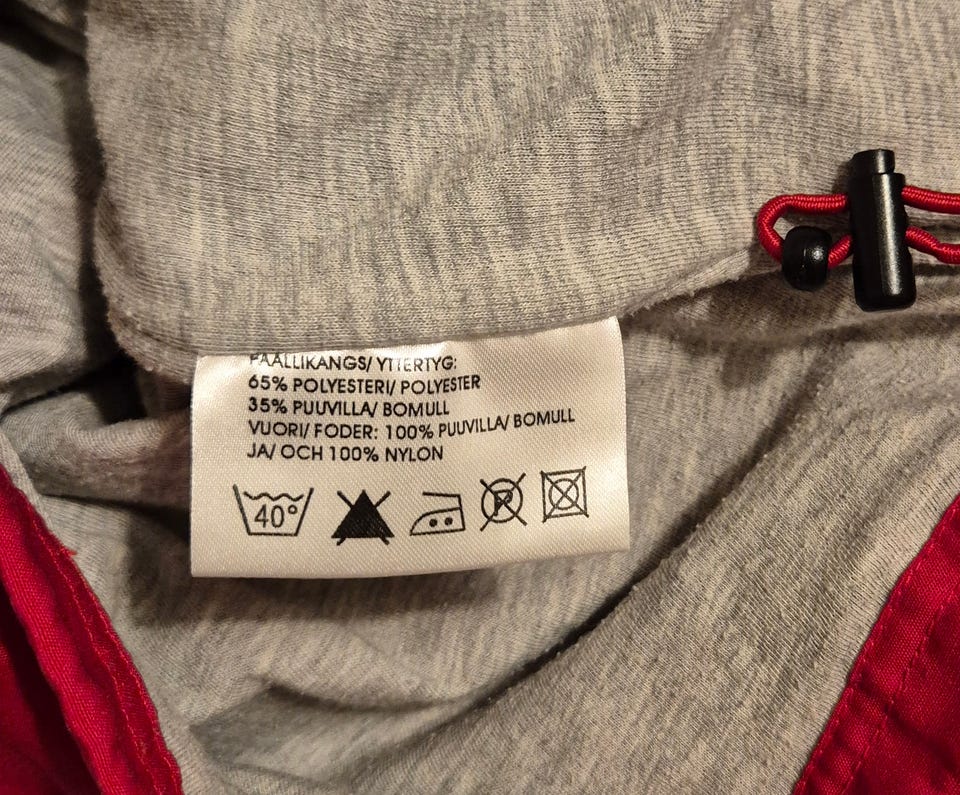 PÄÄLLIKANGS/ YTTERTYG:
65% POLYESTERI/ POLYESTER
35% PUUVILLA/ BOMULL
VUORI/ FODER: 100% PUUVILLA/ BOMULL
JA/ OCH 100% NYLON
40° P